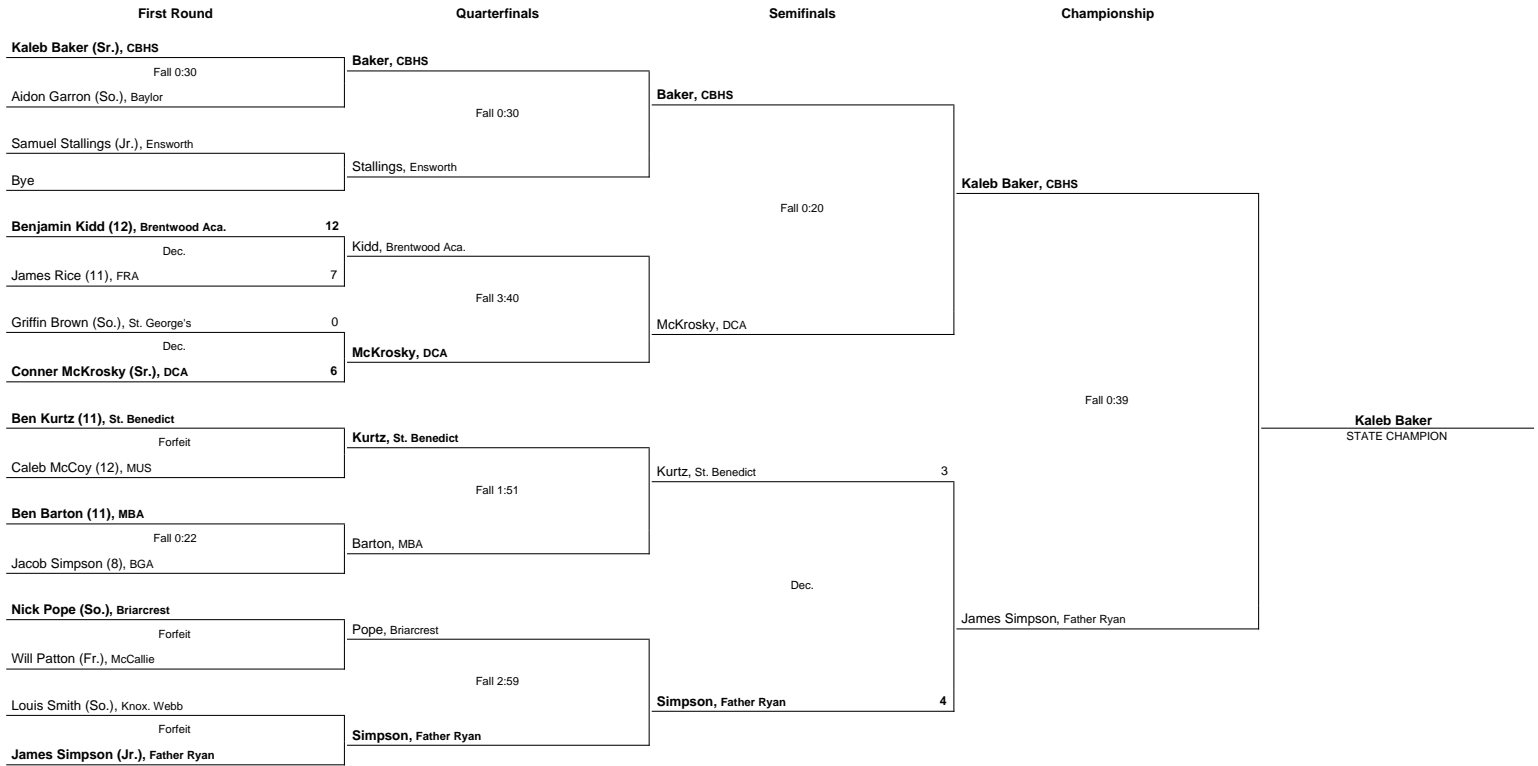 First Round
Quarterfinals
Semifinals
Championship
Kaleb Baker (Sr.), CBHS
Fall 0:30
Aidon Garron (So.), Baylor
Samuel Stallings (Jr.), Ensworth
Bye
Benjamin Kidd (12), Brentwood Aca. 12
Dec.
James Rice (11), FRA 7
Griffin Brown (So.), St. George's 0
Dec.
Conner McKrosky (Sr.), DCA 6
Ben Kurtz (11), St. Benedict
Forfeit
Caleb McCoy (12), MUS
Ben Barton (11), MBA
Fall 0:22
Jacob Simpson (8), BGA
Nick Pope (So.), Briarcrest
Forfeit
Will Patton (Fr.), McCallie
Louis Smith (So.), Knox. Webb
Forfeit
James Simpson (Jr.), Father Ryan
Baker, CBHS
Fall 0:30
Stallings, Ensworth
Kidd, Brentwood Aca.
Fall 3:40
McKrosky, DCA
Kurtz, St. Benedict
Fall 1:51
Barton, MBA
Pope, Briarcrest
Fall 2:59
Simpson, Father Ryan
Baker, CBHS
Fall 0:20
McKrosky, DCA
Kurtz, St. Benedict 3
Dec.
Simpson, Father Ryan 4
Kaleb Baker, CBHS
Fall 0:39
James Simpson, Father Ryan
Kaleb Baker
STATE CHAMPION